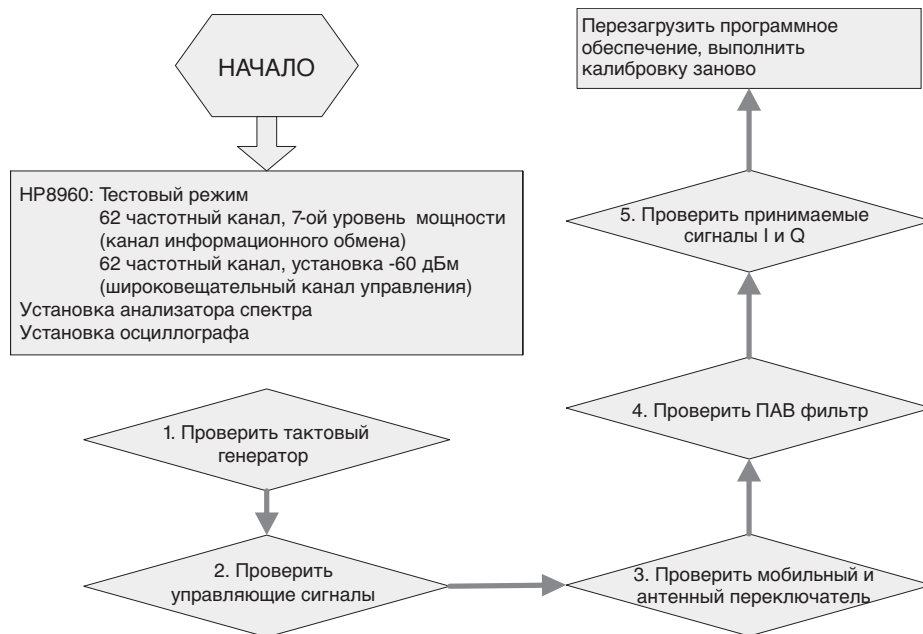 НАЧАЛО
HP8960: Тестовый режим
62 частотный канал, 7-ой уровень мощности
(канал информационного обмена)
62 частотный канал, установка -60 дБм
(широковещательный канал управления)
Установка анализатора спектра
Установка осциллографа
1. Проверить тактовый
генератор
2. Проверить
управляющие сигналы
3. Проверить мобильный и
антенный переключатель
4. Проверить ПАВ фильтр
5. Проверить принимаемые
сигналы I и Q
Перезагрузить программное
обеспечение, выполнить
калибровку заново